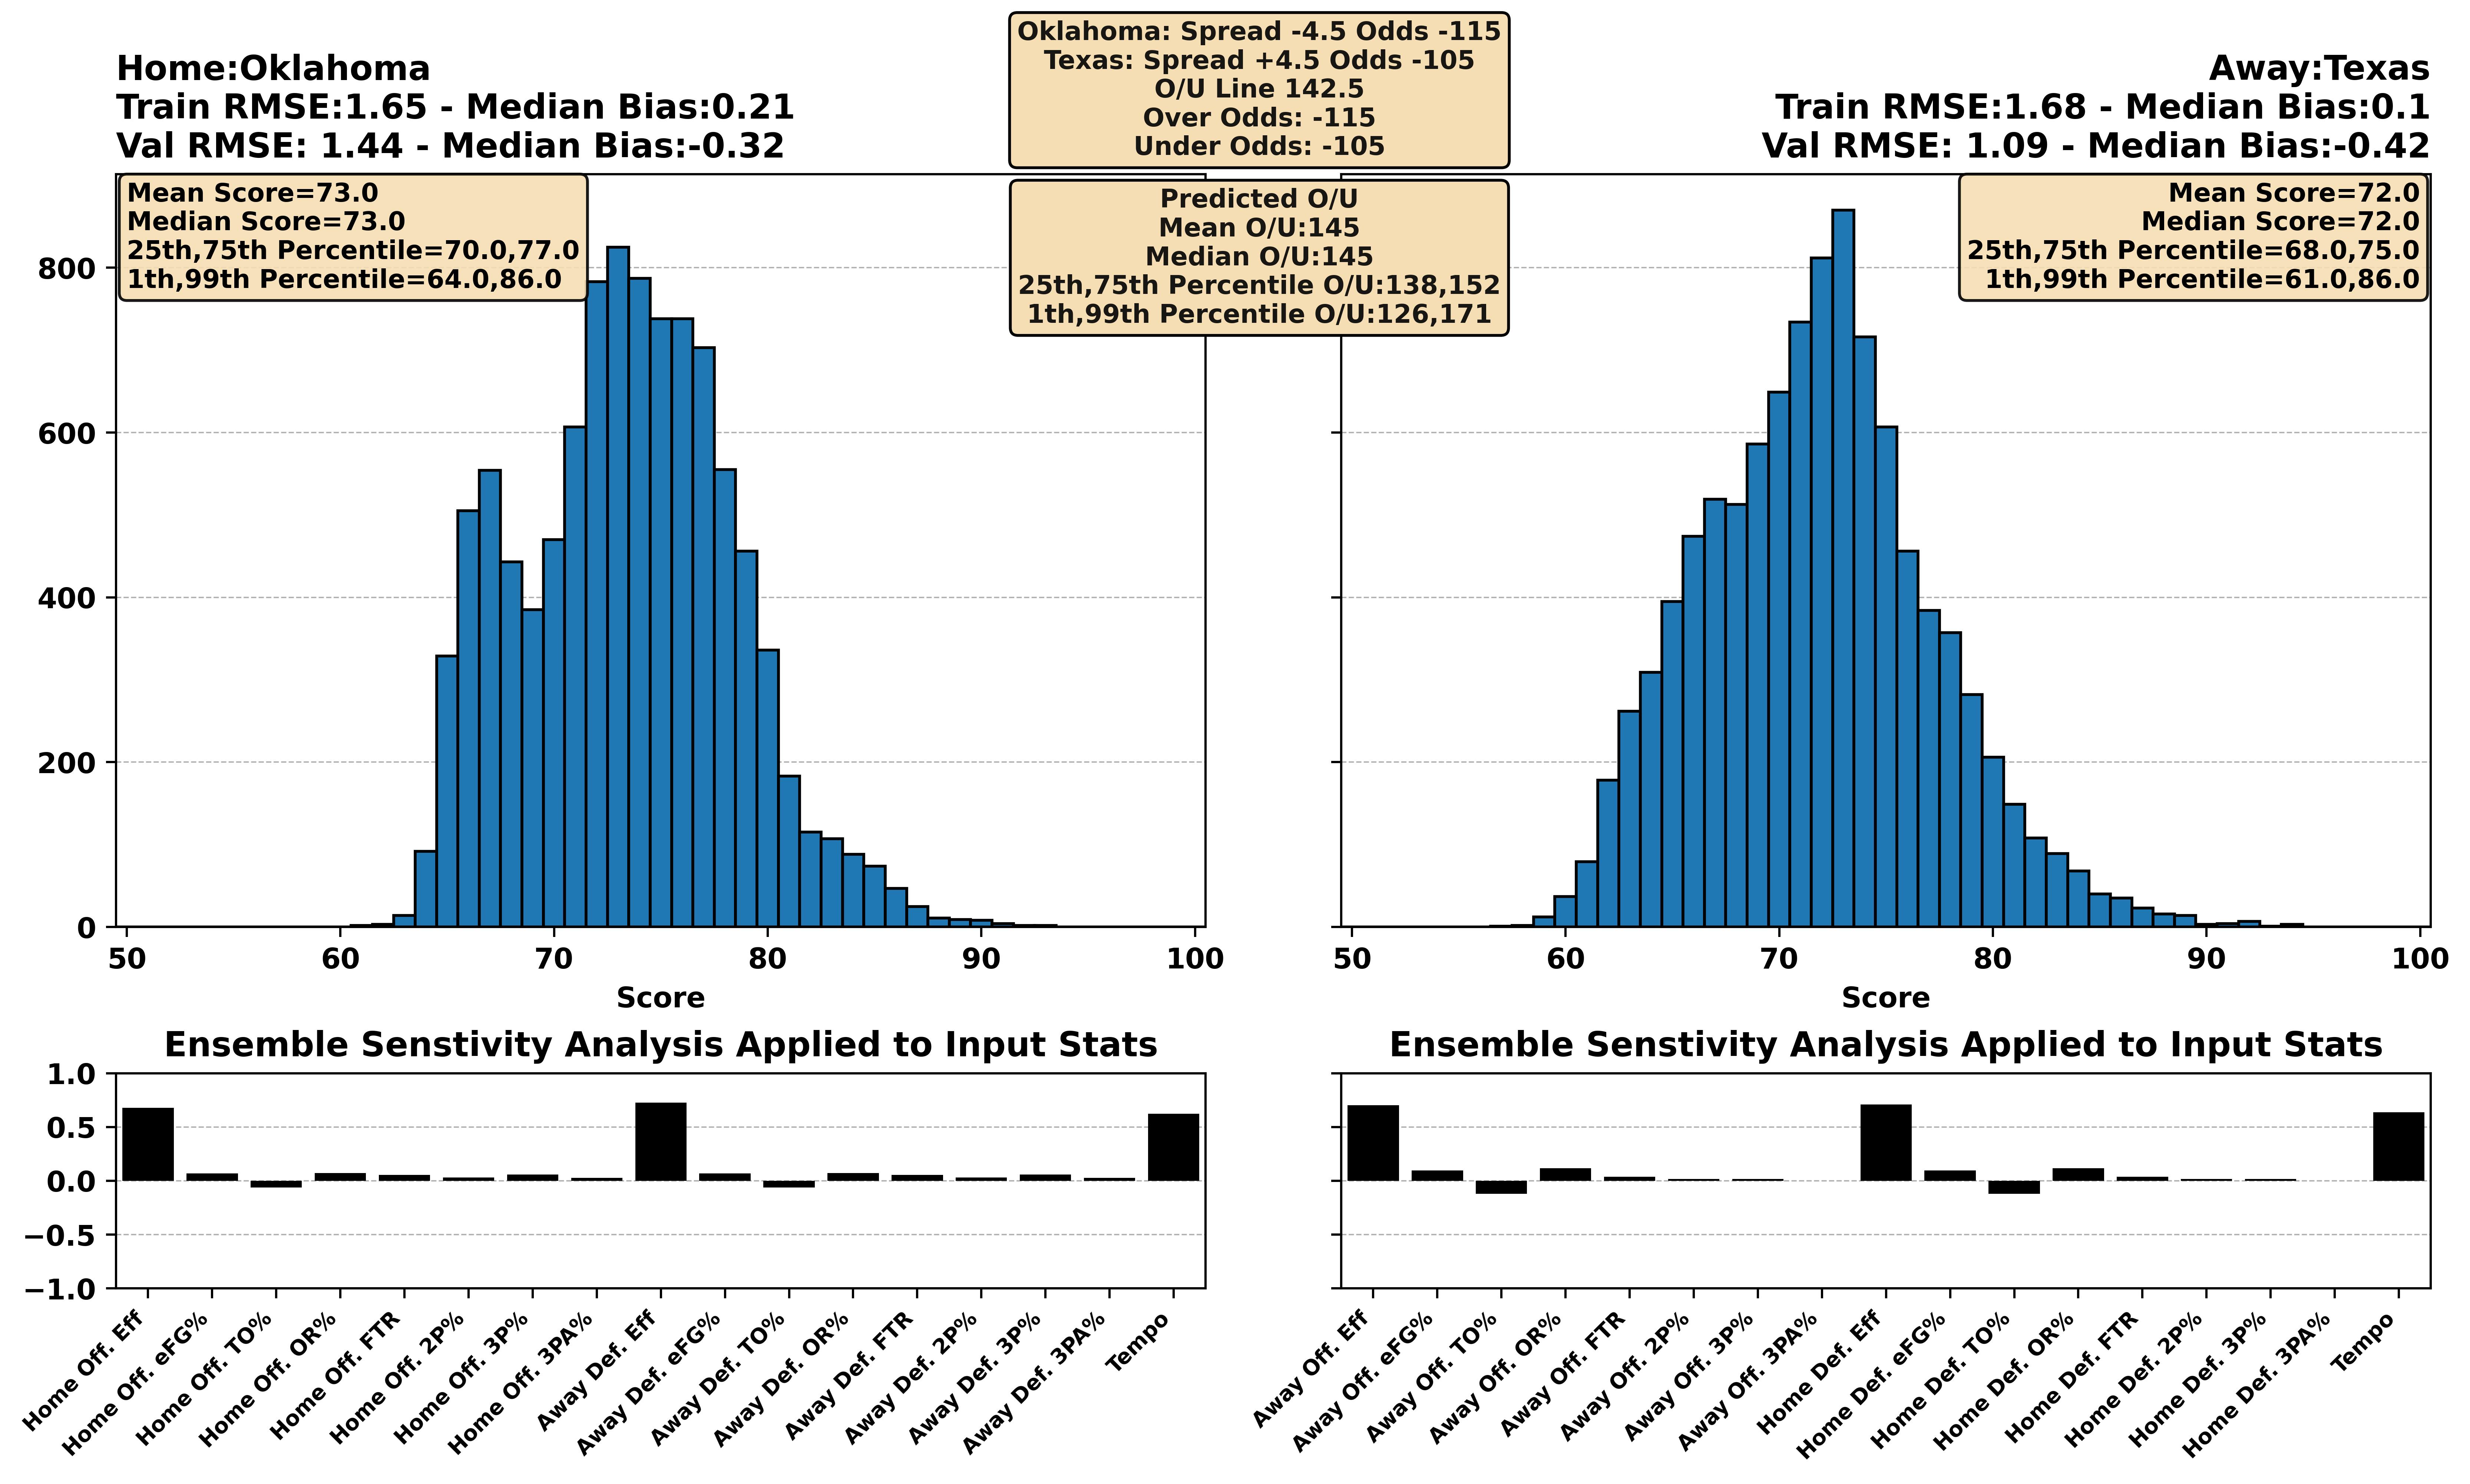 Oklahoma: Spread -4.5 Odds -115
Texas: Spread +4.5 Odds -105
O/U Line 142.5
Over Odds: -115
Under Odds: -105
Home:Oklahoma
Train RMSE:1.65 - Median Bias:0.21
Val RMSE: 1.44 - Median Bias:-0.32
Away:Texas
Train RMSE:1.68 - Median Bias:0.1
Val RMSE: 1.09 - Median Bias:-0.42
Mean Score=73.0
Median Score=73.0
25th,75th Percentile=70.0,77.0
1th,99th Percentile=64.0,86.0
Predicted O/U
Mean O/U:145
Median O/U:145
25th,75th Percentile O/U:138,152
1th,99th Percentile O/U:126,171
Mean Score=72.0
Median Score=72.0
25th,75th Percentile=68.0,75.0
1th,99th Percentile=61.0,86.0
800
600
400
200
0
50 60 70 80 90 100
Score
50 60 70 80 90 100
Score
Ensemble Senstivity Analysis Applied to Input Stats
1.0
0.5
0.0
−0.5
−1.0
Home Off. Eff
Home Off. eFG%
Home Off. TO%
Home Off. OR%
Home Off. FTR
Home Off. 2P%
Home Off. 3P%
Home Off. 3PA%
Away Def. Eff
Away Def. eFG%
Away Def. TO%
Away Def. OR%
Away Def. FTR
Away Def. 2P%
Away Def. 3P%
Away Def. 3PA%
Tempo
Ensemble Senstivity Analysis Applied to Input Stats
Away Off. Eff
Away Off. eFG%
Away Off. TO%
Away Off. OR%
Away Off. FTR
Away Off. 2P%
Away Off. 3P%
Away Off. 3PA%
Home Def. Eff
Home Def. eFG%
Home Def. TO%
Home Def. OR%
Home Def. FTR
Home Def. 2P%
Home Def. 3P%
Home Def. 3PA%
Tempo